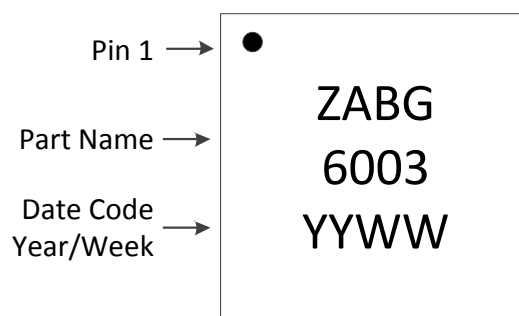 Pin 1
Part Name
Date Code
Year/Week
ZABG
6003
YYWW